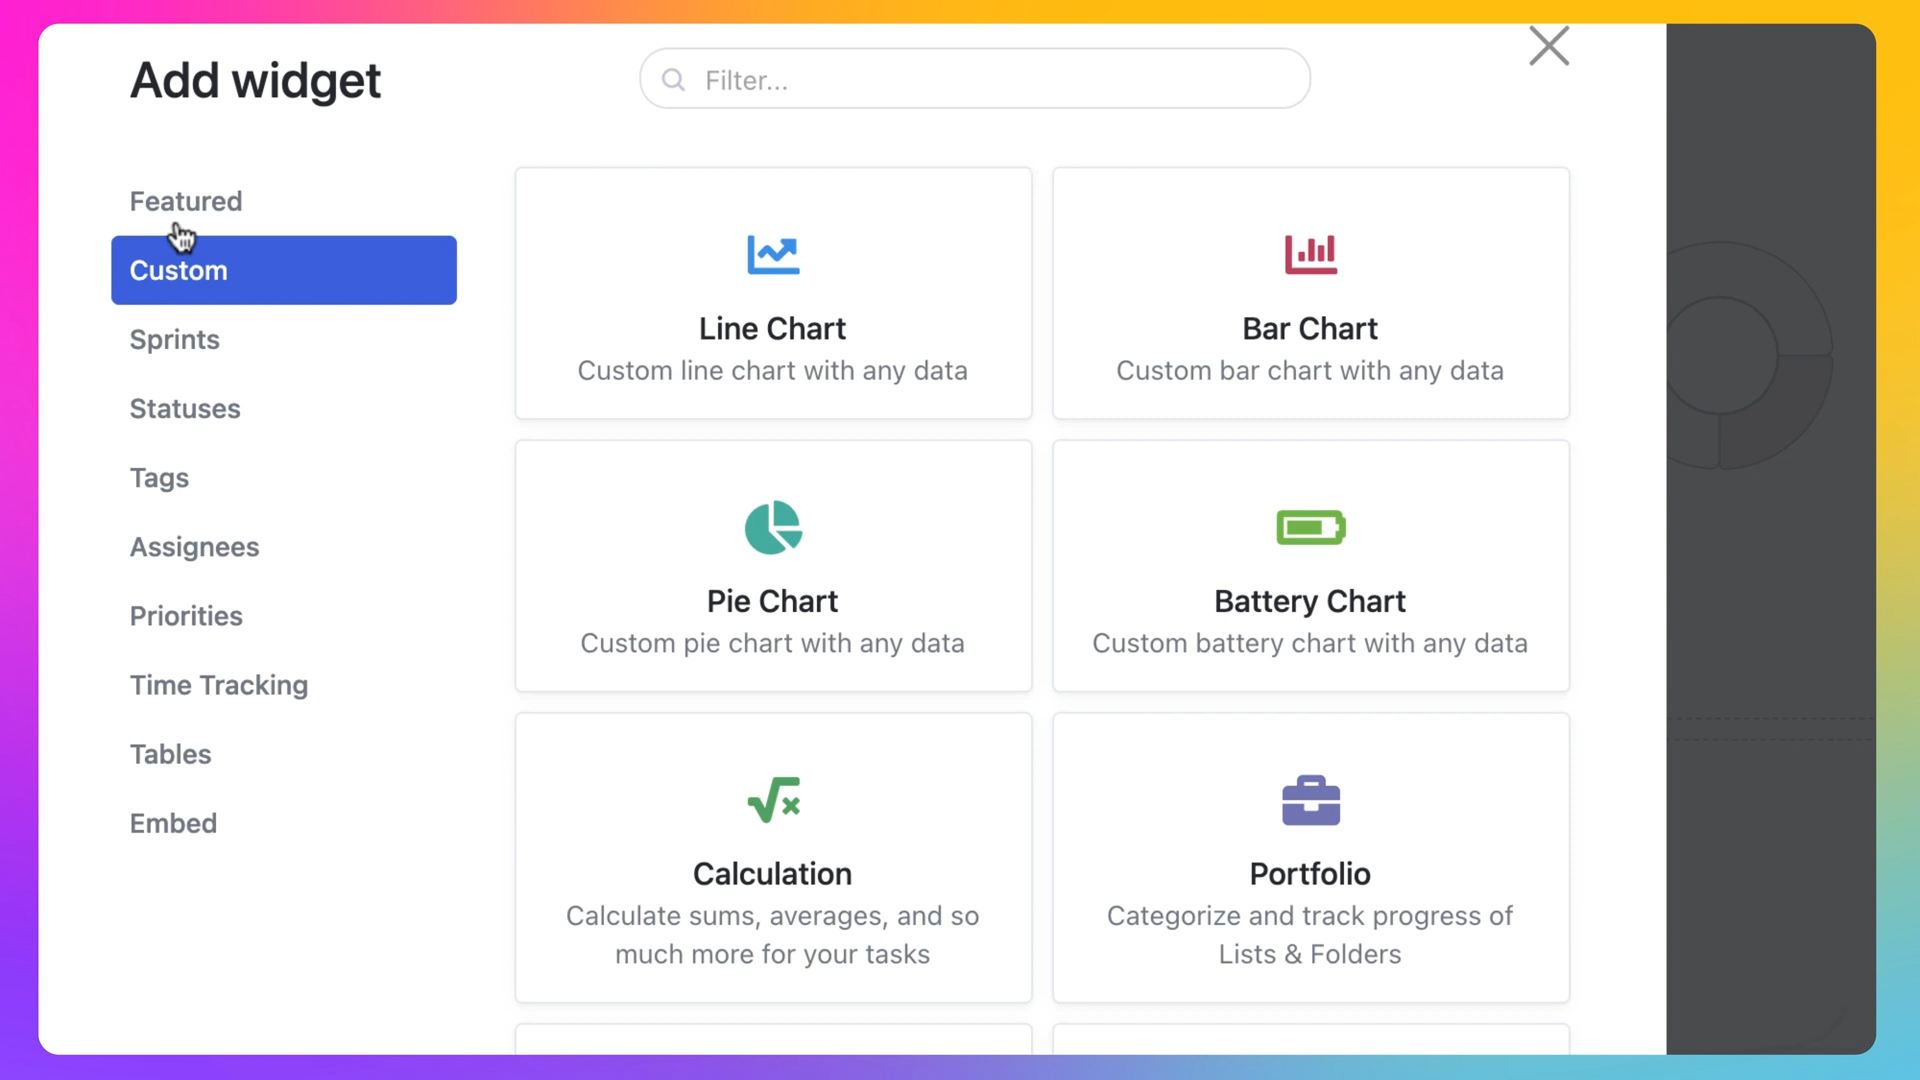 Add widget
Filter...
Featured
Custom
Sprints
Statuses
Tags
Assignees
Priorities
Time Tracking
Tables
Embed
Line Chart
Custom line chart with any data
Bar Chart
Custom bar chart with any data
Pie Chart
Custom pie chart with any data
Battery Chart
Custom battery chart with any data
Calculation
Calculate sums, averages, and so
much more for your tasks
Portfolio
Categorize and track progress of
Lists & Folders